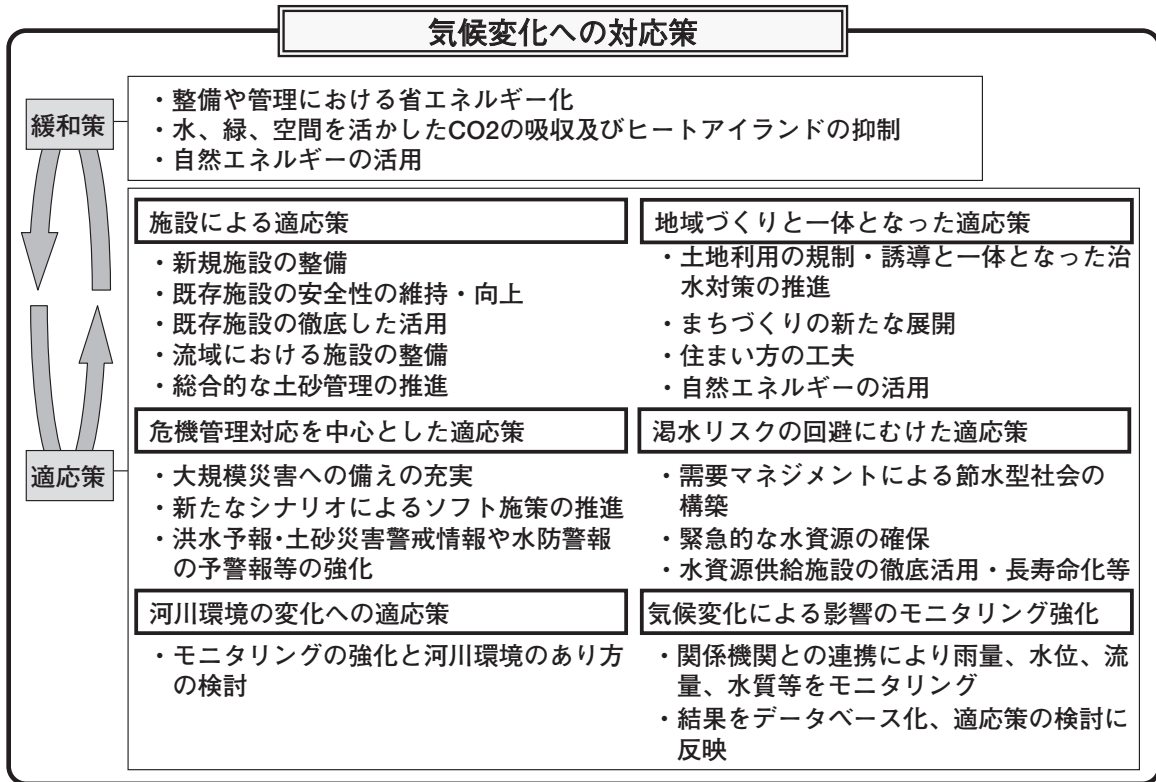 気候変化への対応策
緩和策
・整備や管理における省エネルギー化
・水、緑、空間を活かしたCO2の吸収及びヒートアイランドの抑制
・自然エネルギーの活用
適応策
施設による適応策
・新規施設の整備
・既存施設の安全性の維持・向上
・既存施設の徹底した活用
・流域における施設の整備
・総合的な土砂管理の推進
地域づくりと一体となった適応策
・土地利用の規制・誘導と一体となった治
水対策の推進
・まちづくりの新たな展開
・住まい方の工夫
・自然エネルギーの活用
危機管理対応を中心とした適応策
・大規模災害への備えの充実
・新たなシナリオによるソフト施策の推進
・洪水予報･土砂災害警戒情報や水防警報
の予警報等の強化
渇水リスクの回避にむけた適応策
・需要マネジメントによる節水型社会の
構築
・緊急的な水資源の確保
・水資源供給施設の徹底活用・長寿命化等
河川環境の変化への適応策
・モニタリングの強化と河川環境のあり方
の検討
気候変化による影響のモニタリング強化
・関係機関との連携により雨量、水位、流
量、水質等をモニタリング
・結果をデータベース化、適応策の検討に
反映